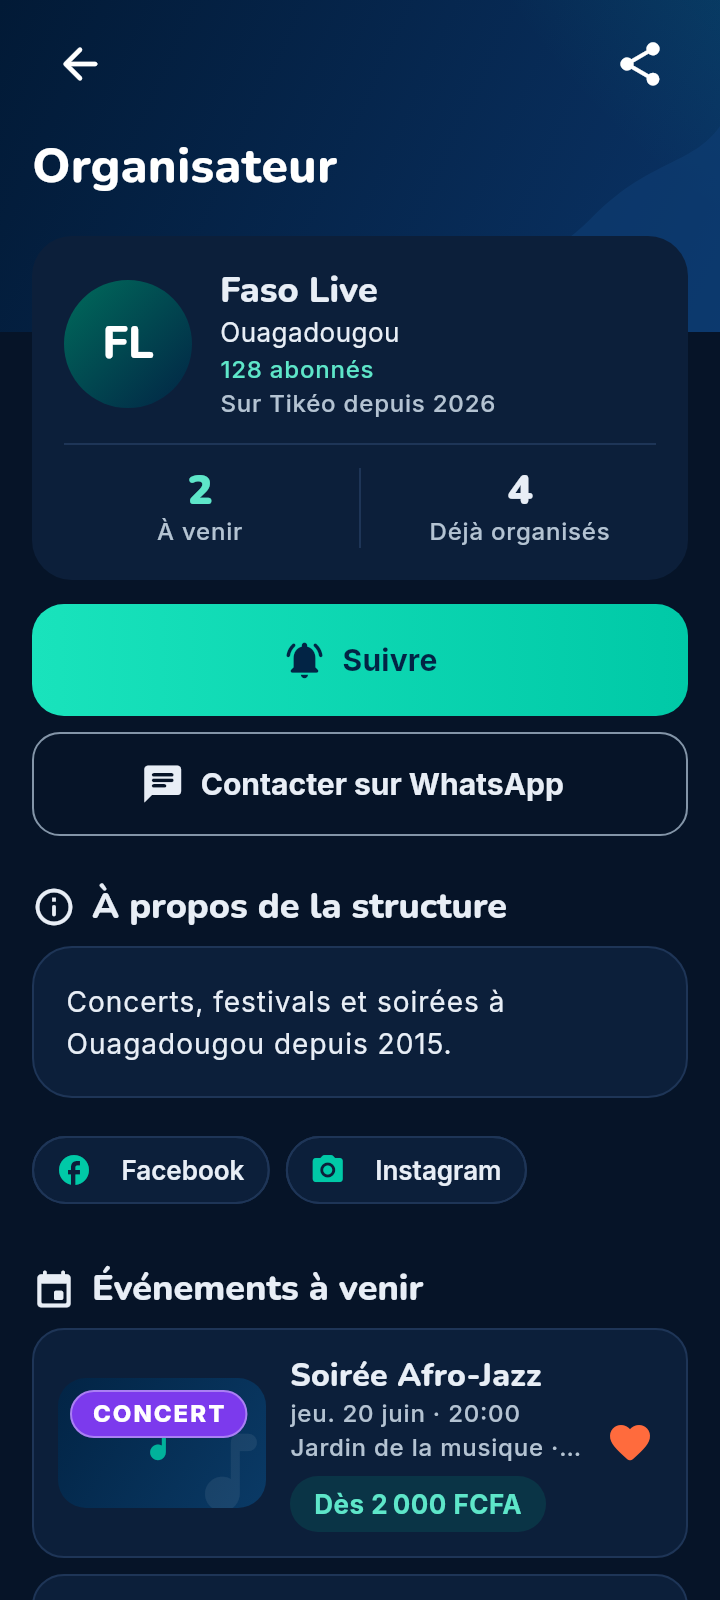 Organisateur
FL
Faso Live
Ouagadougou
128 abonnés
Sur Tikéo depuis 2026
2
À venir
4
Déjà organisés
Suivre
Contacter sur WhatsApp
À propos de la structure
Concerts, festivals et soirées à
Ouagadougou depuis 2015.
Facebook
Instagram
Événements à venir
CONCERT
Soirée Afro-Jazz
jeu. 20 juin · 20:00
Jardin de la musique ·...
Dès 2 000 FCFA